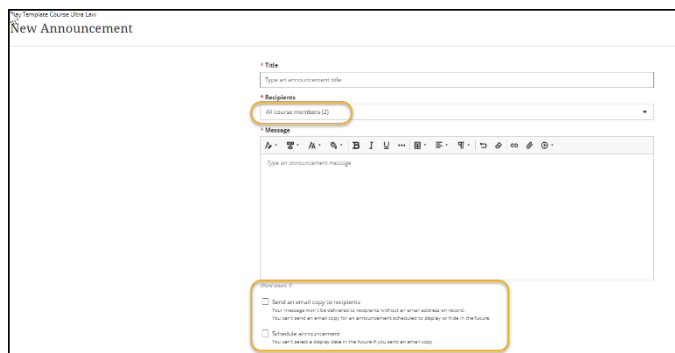 Template Course Ultra Law
New Announcement
* Title
Type an announcement title
* Recipients
All course members (2)
* Message
B I U
Type an announcement message
Word count: 0
Send an email copy to recipients
Your message won't be delivered to recipients without an email address on record.
You can't send an email copy for an announcement scheduled to display or hide in the future.
Schedule announcement
You can't select a display date in the future if you send an email copy